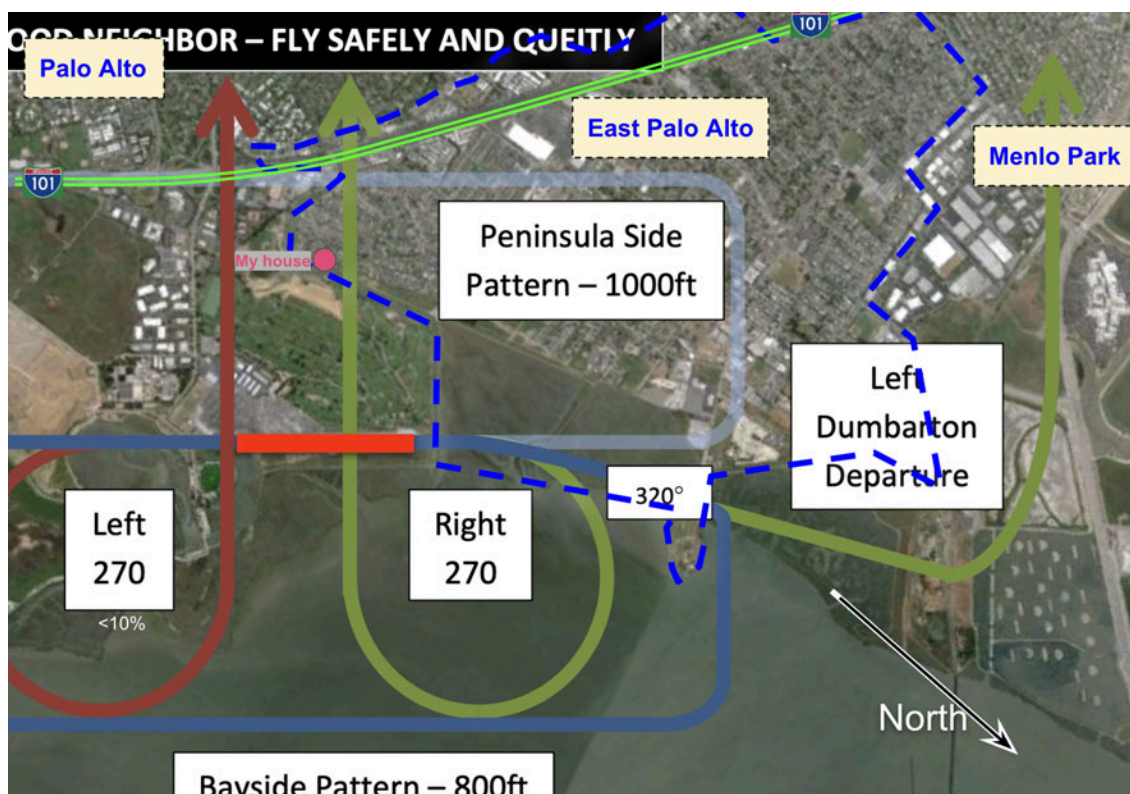 OOD NEIGHBOR – FLY SAFELY AND QUEITLY
101
Palo Alto
East Palo Alto
Menlo Park
101
My house
Peninsula Side
Pattern – 1000ft
Left
Dumbarton
Departure
320°
Left
270
<10%
Right
270
North
Bayside Pattern – 800ft